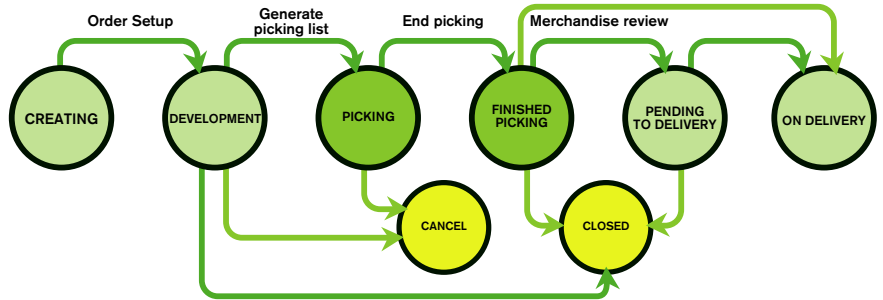 Order Setup
Generate
picking list
End picking
Merchandise review
CREATING
DEVELOPMENT
PICKING
FINISHED
PICKING
PENDING
TO DELIVERY
ON DELIVERY
CANCEL
CLOSED